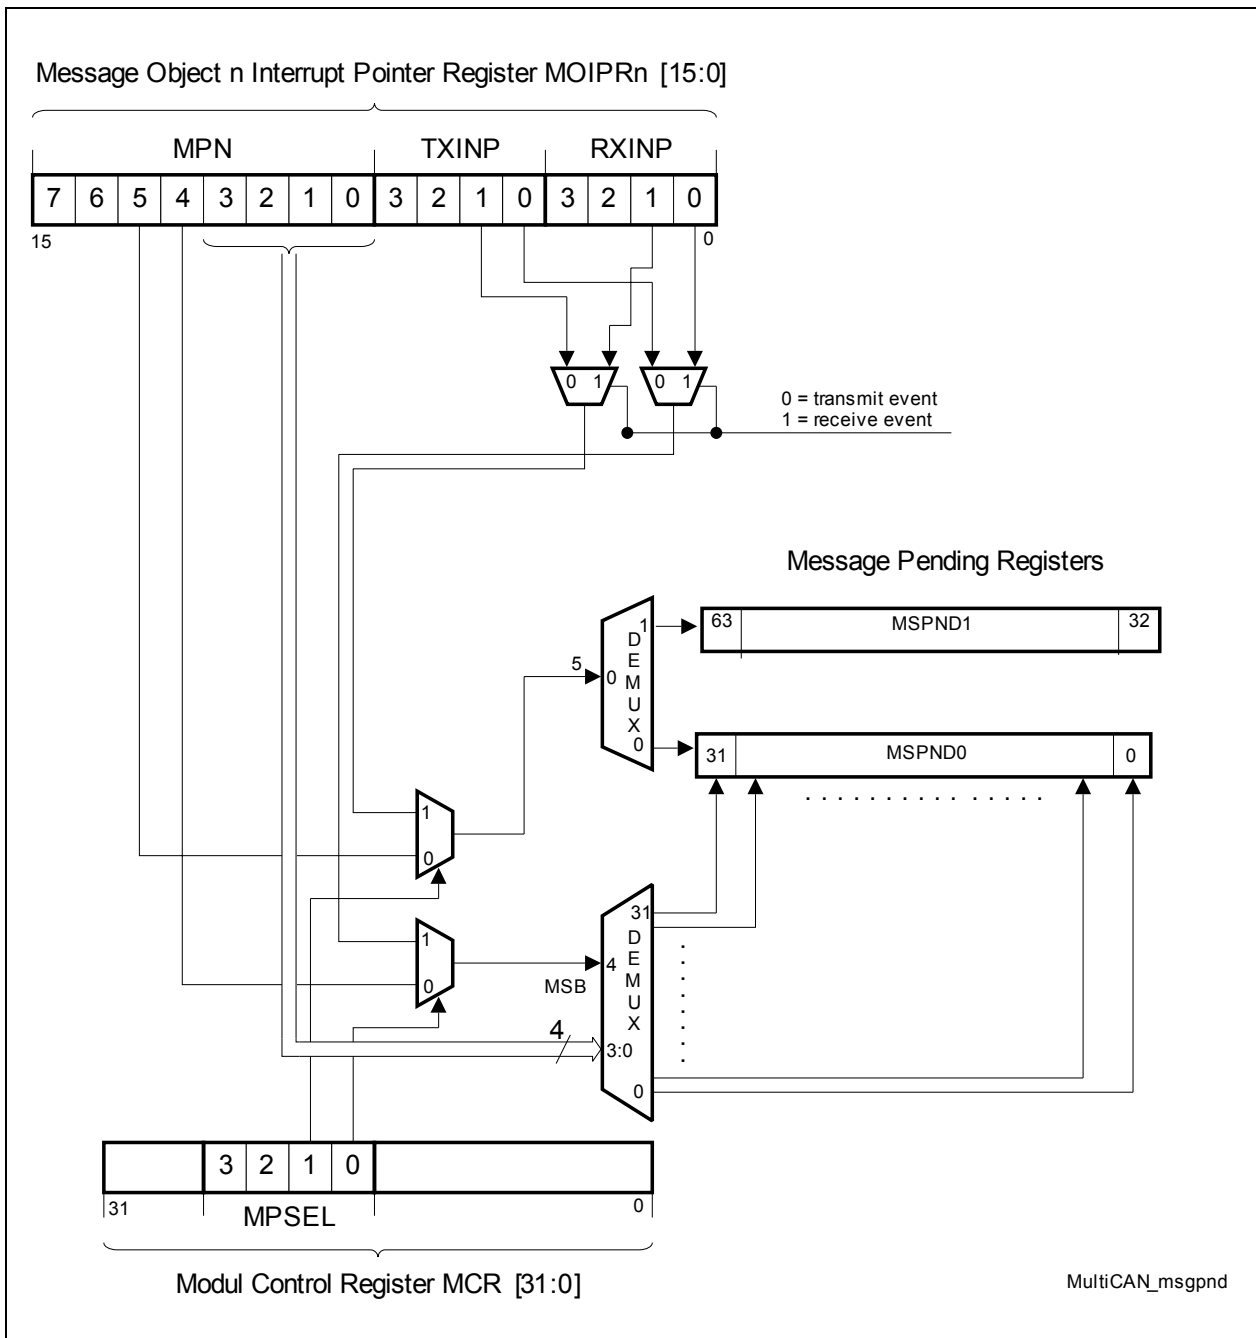 Message Object n Interrupt Pointer Register MOIPRn [15:0]
MPN TXINP RXINP
7 6 5 4 3 2 1 0 3 2 1 0 3 2 1 0
15 0
0 1 0 1
0 = transmit event
1 = receive event
Message Pending Registers
63 MSPND1 32
1
DEMUX
5
0
0
31 MSPND0 0
. . . . . . . . . . . . . . .
1
0
31
DEMUX
1
4
0
MSB
4
3:0
0
3 2 1 0
31 MPSEL 0
Modul Control Register MCR [31:0]
MultiCAN_msgpnd